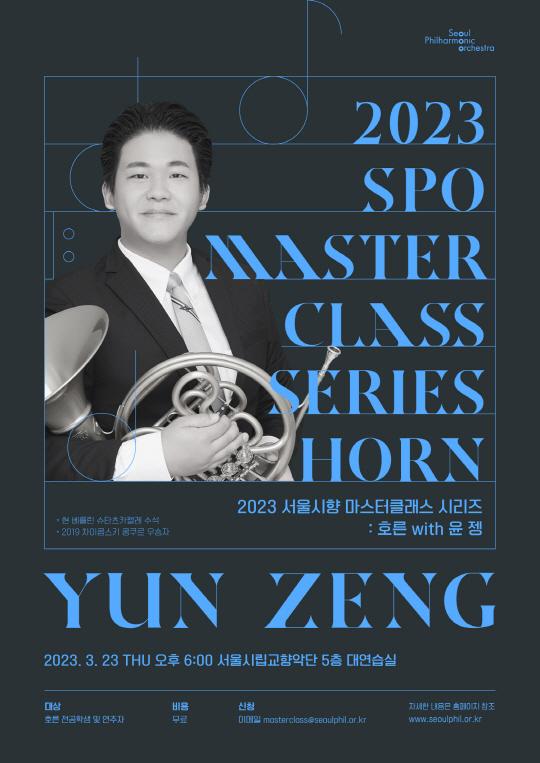 Seoul
Philharmonic
orchestra
2023
SPO
MASTER
CLASS
SERIES
HORN
2023 서울시향 마스터클래스 시리즈
: 호른 with 윤 젱
• 현 베를린 슈타츠카펠레 수석
• 2019 차이콥스키 콩쿠르 우승자
YUN ZENG
2023. 3. 23 THU 오후 6:00 서울시립교향악단 5층 대연습실
대상
호른 전공학생 및 연주자
비용
무료
신청
이메일 masterclass@seoulphil.or.kr
자세한 내용은 홈페이지 참조
www.seoulphil.or.kr